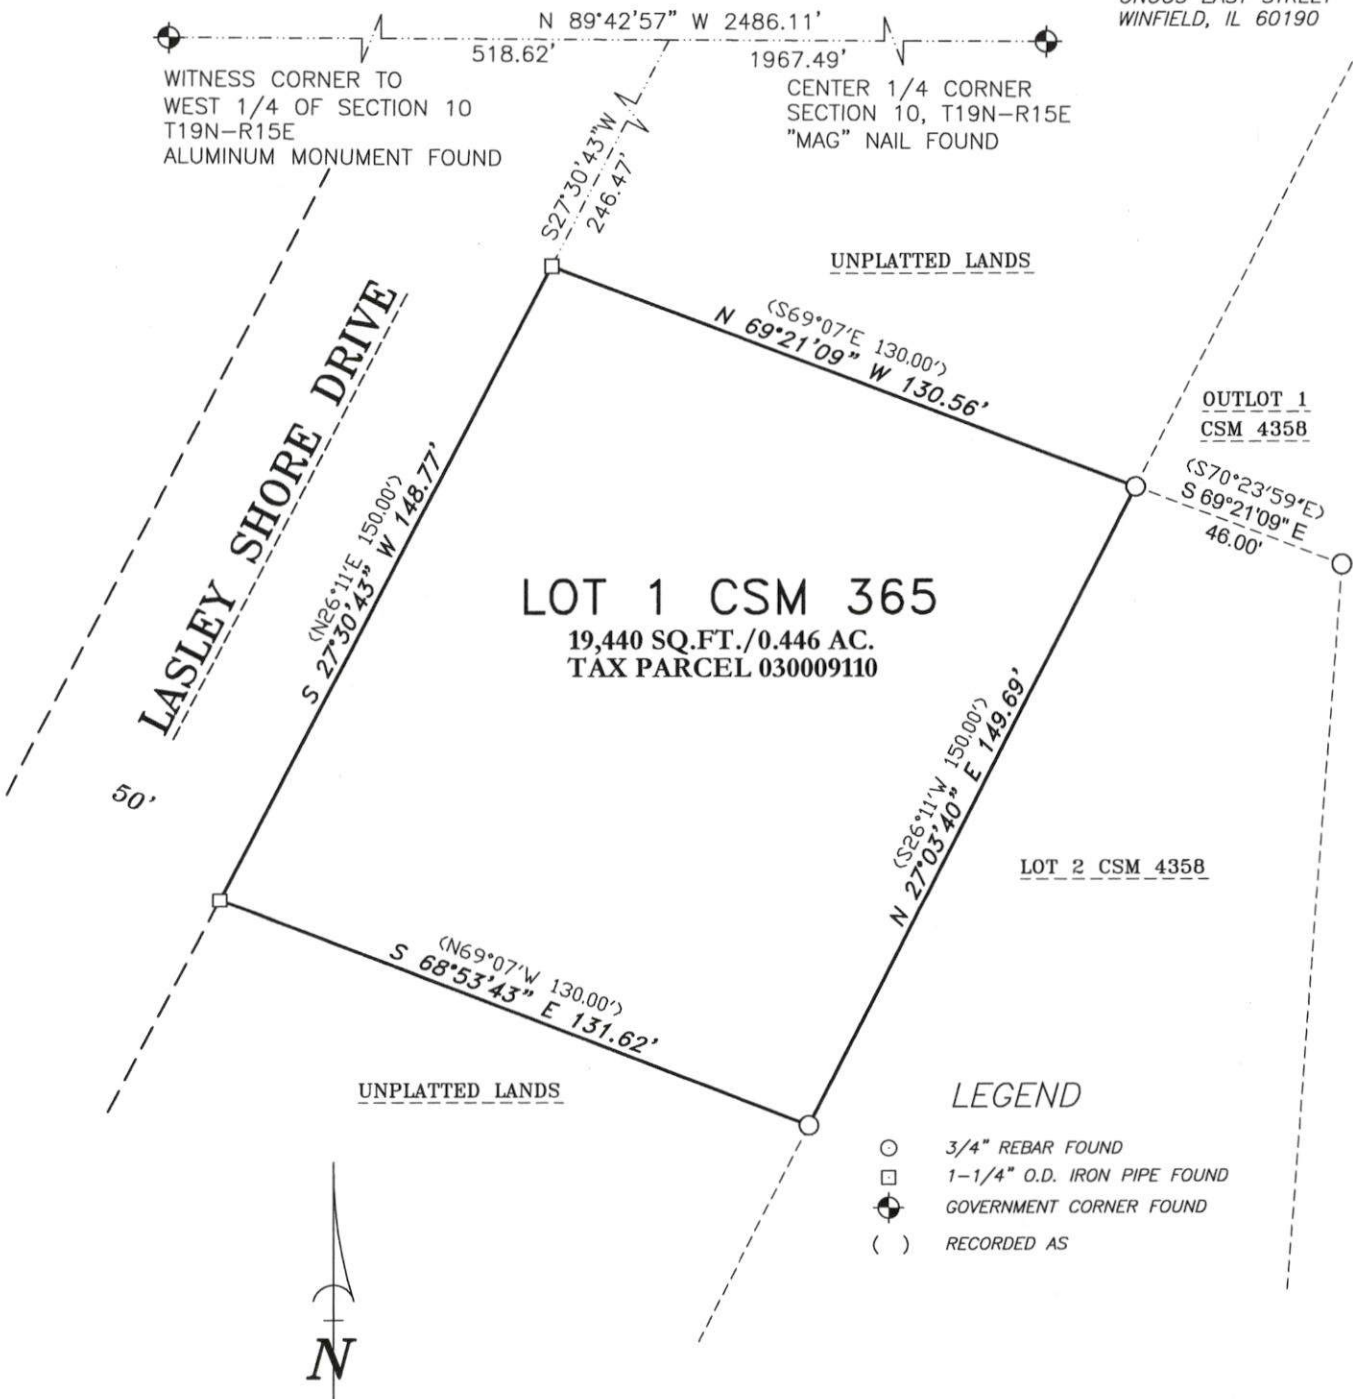 ONGOS EAST STREET
WINFIELD, IL 60190
N 89°42'57" W 2486.11'
518.62'
1967.49'
WITNESS CORNER TO
WEST 1/4 OF SECTION 10
T19N-R15E
ALUMINUM MONUMENT FOUND
CENTER 1/4 CORNER
SECTION 10, T19N-R15E
"MAG" NAIL FOUND
S27°30'43"W
246.47'
UNPLATTED LANDS
(S69°07'E 130.00')
N 69°21'09" W 130.56'
OUTLOT 1
CSM 4358
(S70°23'59"E)
S 69°21'09" E
46.00'
LASLEY SHORE DRIVE
(N26°11'E 150.00')
S 27°30'43" W 148.77'
LOT 1 CSM 365
19,440 SQ.FT./0.446 AC.
TAX PARCEL 030009110
50'
(S26°11'W 150.00')
N 27°03'40" E 149.69'
LOT 2 CSM 4358
(N69°07'W 130.00')
S 68°53'43" E 131.62'
UNPLATTED LANDS
LEGEND
3/4" REBAR FOUND
1-1/4" O.D. IRON PIPE FOUND
GOVERNMENT CORNER FOUND
( ) RECORDED AS
N